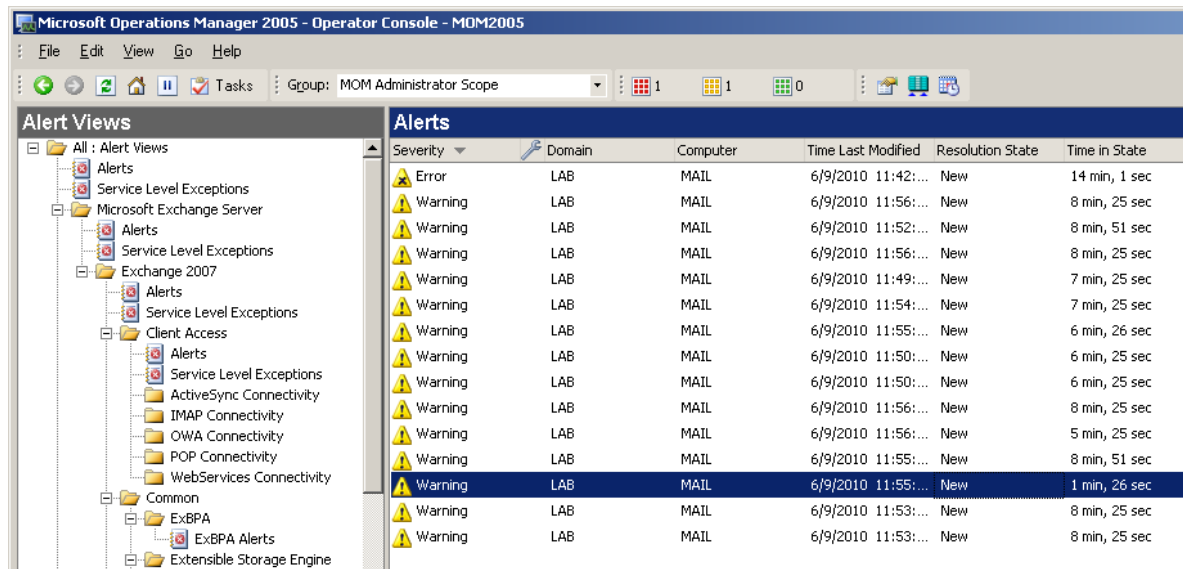 Microsoft Operations Manager 2005 - Operator Console - MOM2005
File Edit View Go Help
Tasks Group: MOM Administrator Scope 1 1 0
Alert Views
All : Alert Views
Alerts
Service Level Exceptions
Microsoft Exchange Server
Alerts
Service Level Exceptions
Exchange 2007
Alerts
Service Level Exceptions
Client Access
Alerts
Service Level Exceptions
ActiveSync Connectivity
IMAP Connectivity
OWA Connectivity
POP Connectivity
WebServices Connectivity
Common
ExBPA
ExBPA Alerts
Extensible Storage Engine
Alerts
Severity Domain Computer Time Last Modified Resolution State Time in State
Error LAB MAIL 6/9/2010 11:42:... New 14 min, 1 sec
Warning LAB MAIL 6/9/2010 11:56:... New 8 min, 25 sec
Warning LAB MAIL 6/9/2010 11:52:... New 8 min, 51 sec
Warning LAB MAIL 6/9/2010 11:56:... New 8 min, 25 sec
Warning LAB MAIL 6/9/2010 11:49:... New 7 min, 25 sec
Warning LAB MAIL 6/9/2010 11:54:... New 7 min, 25 sec
Warning LAB MAIL 6/9/2010 11:55:... New 6 min, 26 sec
Warning LAB MAIL 6/9/2010 11:50:... New 6 min, 25 sec
Warning LAB MAIL 6/9/2010 11:50:... New 6 min, 25 sec
Warning LAB MAIL 6/9/2010 11:56:... New 8 min, 25 sec
Warning LAB MAIL 6/9/2010 11:56:... New 5 min, 25 sec
Warning LAB MAIL 6/9/2010 11:55:... New 8 min, 51 sec
Warning LAB MAIL 6/9/2010 11:55:... New 1 min, 26 sec
Warning LAB MAIL 6/9/2010 11:53:... New 8 min, 25 sec
Warning LAB MAIL 6/9/2010 11:53:... New 8 min, 25 sec